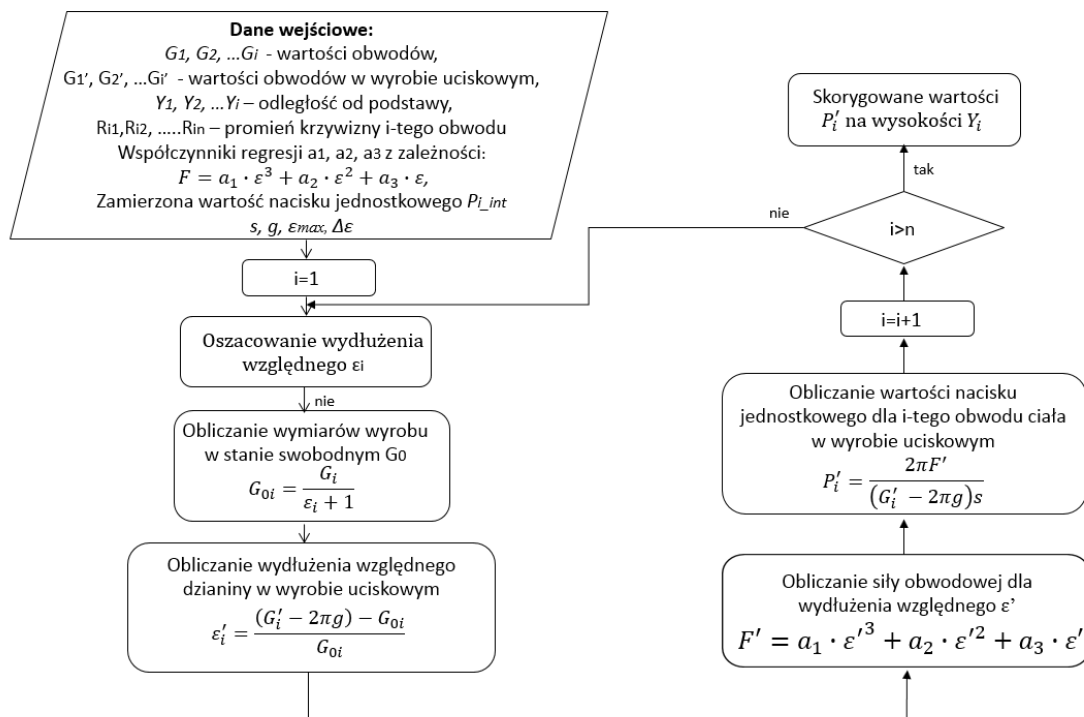 Dane wejściowe:
G1, G2, ...Gi - wartości obwodów,
G1', G2', ...Gi' - wartości obwodów w wyrobie uciskowym,
Y1, Y2, ...Yi – odległość od podstawy,
Ri1,Ri2, .....Rin – promień krzywizny i-tego obwodu
Współczynniki regresji a1, a2, a3 z zależności:
F = a₁ · ε³ + a₂ · ε² + a₃ · ε,
Zamierzona wartość nacisku jednostkowego Pi_int
s, g, εmax, Δε
i=1
Oszacowanie wydłużenia
względnego εi
nie
Obliczanie wymiarów wyrobu
w stanie swobodnym G0
G₀ᵢ = Gᵢ / (εᵢ + 1)
Obliczanie wydłużenia względnego
dzianiny w wyrobie uciskowym
ε′ᵢ = ((G′ᵢ − 2πg) − G₀ᵢ) / G₀ᵢ
Obliczanie siły obwodowej dla
wydłużenia względnego ε’
F′ = a₁ · ε′³ + a₂ · ε′² + a₃ · ε′
Obliczanie wartości nacisku
jednostkowego dla i-tego obwodu ciała
w wyrobie uciskowym
P′ᵢ = 2πF′ / (G′ᵢ − 2πg)s
i=i+1
i>n
nie
tak
Skorygowane wartości
Pᵢ′ na wysokości Yᵢ